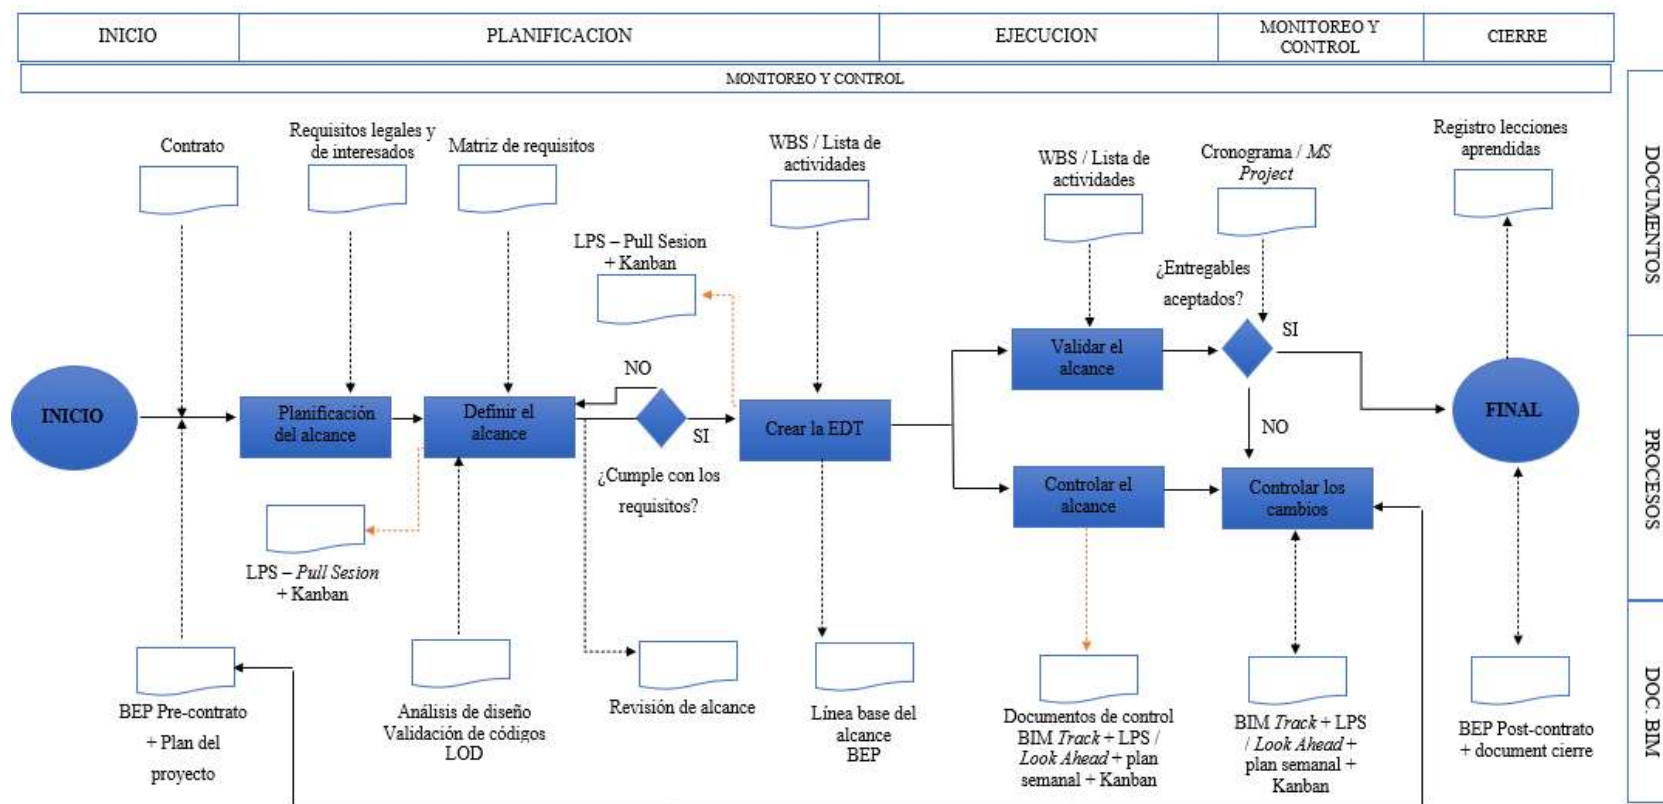 INICIO
PLANIFICACION
EJECUCION
MONITOREO Y
CONTROL
CIERRE
MONITOREO Y CONTROL
Contrato
Requisitos legales y
de interesados
Matriz de requisitos
WBS / Lista de
actividades
WBS / Lista de
actividades
Cronograma / MS
Project
Registro lecciones
aprendidas
DOCUMENTOS
LPS – Pull Sesion
+ Kanban
¿Entregables
aceptados?
SI
NO
INICIO
Planificación
del alcance
Definir el
alcance
NO
SI
¿Cumple con los
requisitos?
Crear la EDT
Validar el
alcance
Controlar el
alcance
Controlar los
cambios
FINAL
PROCESOS
LPS – Pull Sesion
+ Kanban
BEP Pre-contrato
+ Plan del
proyecto
Análisis de diseño
Validación de códigos
LOD
Revisión de alcance
Línea base del
alcance
BEP
Documentos de control
BIM Track + LPS /
Look Ahead + plan
semanal + Kanban
BIM Track + LPS
/ Look Ahead +
plan semanal +
Kanban
BEP Post-contrato
+ document cierre
DOC. BIM